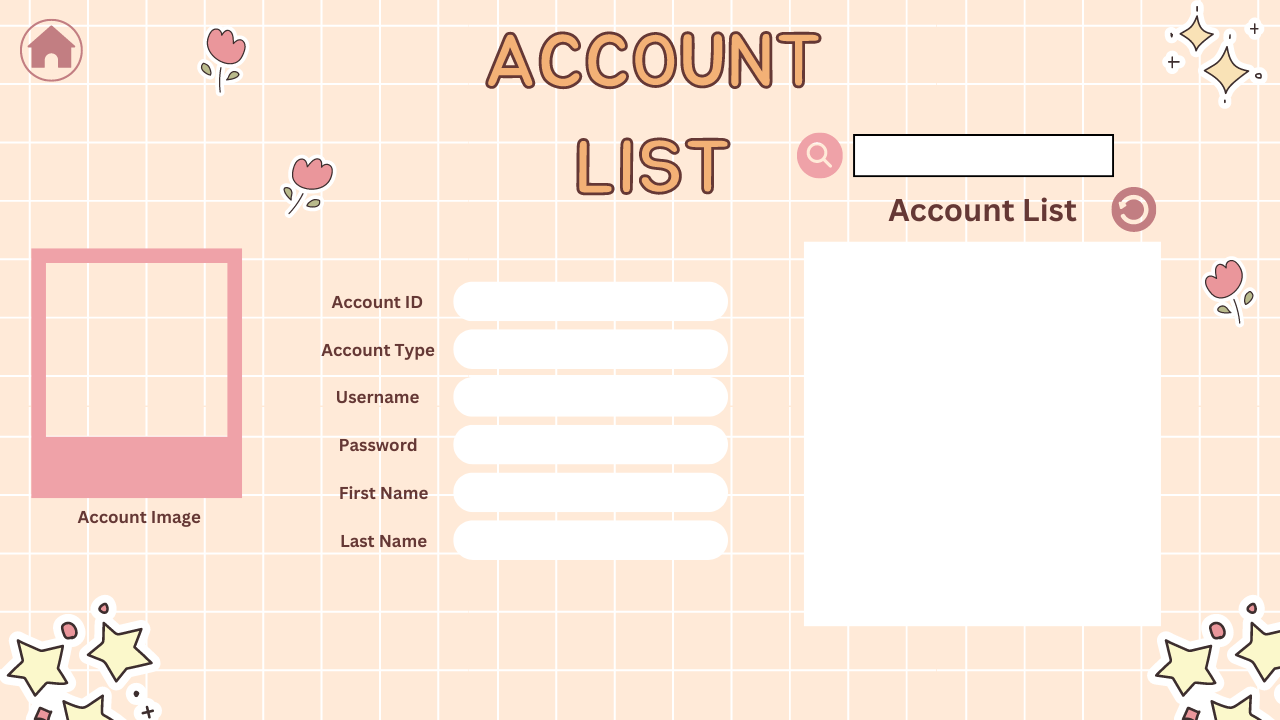 ACCOUNT
LIST
Account List
Account ID
Account Type
Username
Password
First Name
Last Name
Account Image